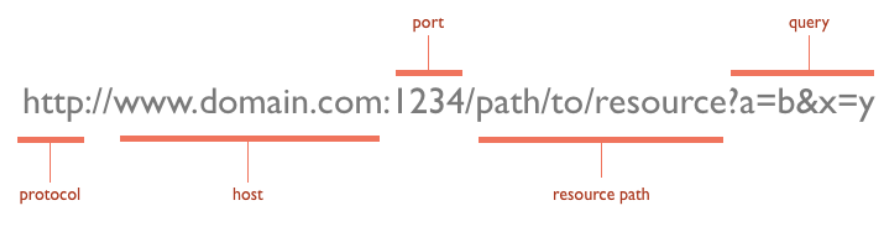 port query
http://www.domain.com:1234/path/to/resource?a=b&x=y
protocol host resource path